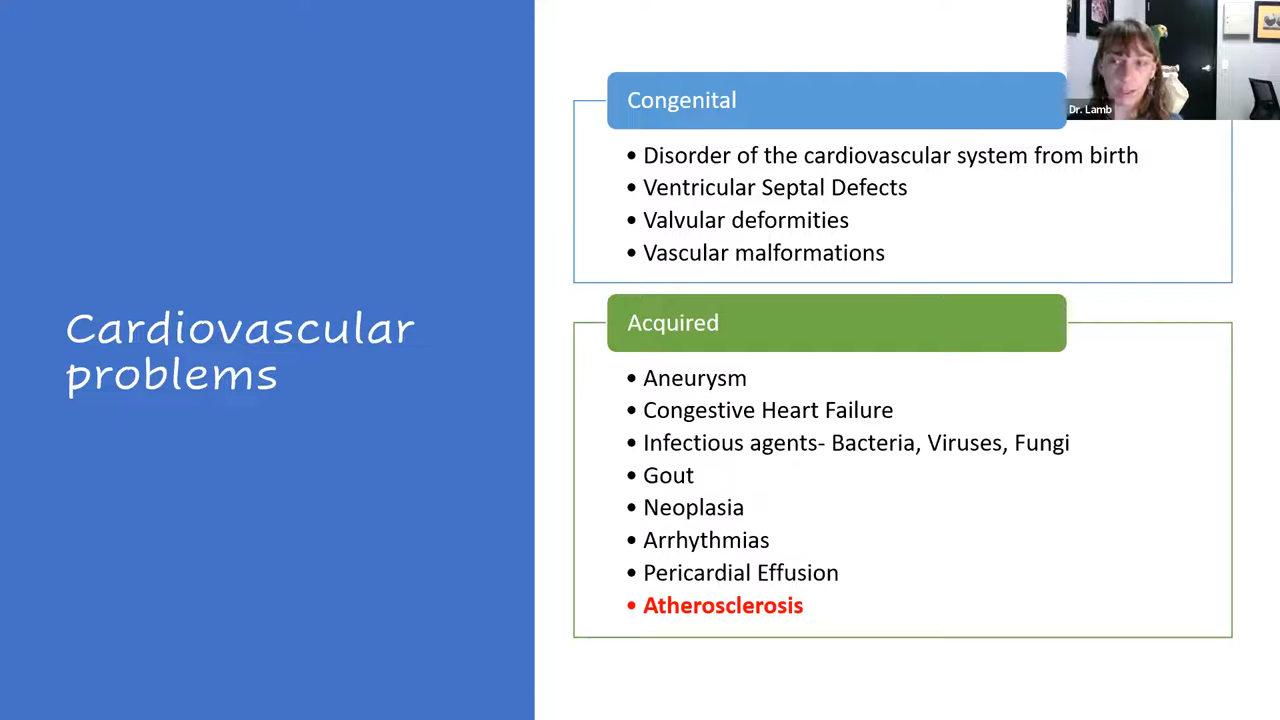 Cardiovascular
problems
Congenital
• Disorder of the cardiovascular system from birth
• Ventricular Septal Defects
• Valvular deformities
• Vascular malformations
Acquired
• Aneurysm
• Congestive Heart Failure
• Infectious agents- Bacteria, Viruses, Fungi
• Gout
• Neoplasia
• Arrhythmias
• Pericardial Effusion
• Atherosclerosis
Dr. Lamb